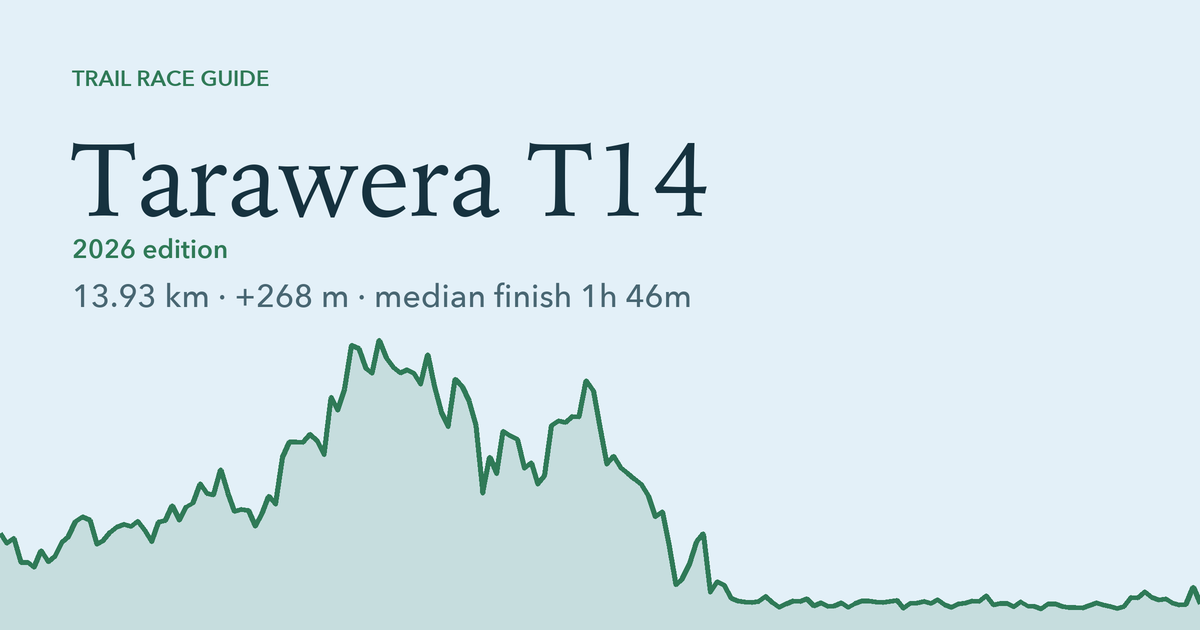 TRAIL RACE GUIDE
Tarawera T14
2026 edition
13.93 km · +268 m · median finish 1h 46m